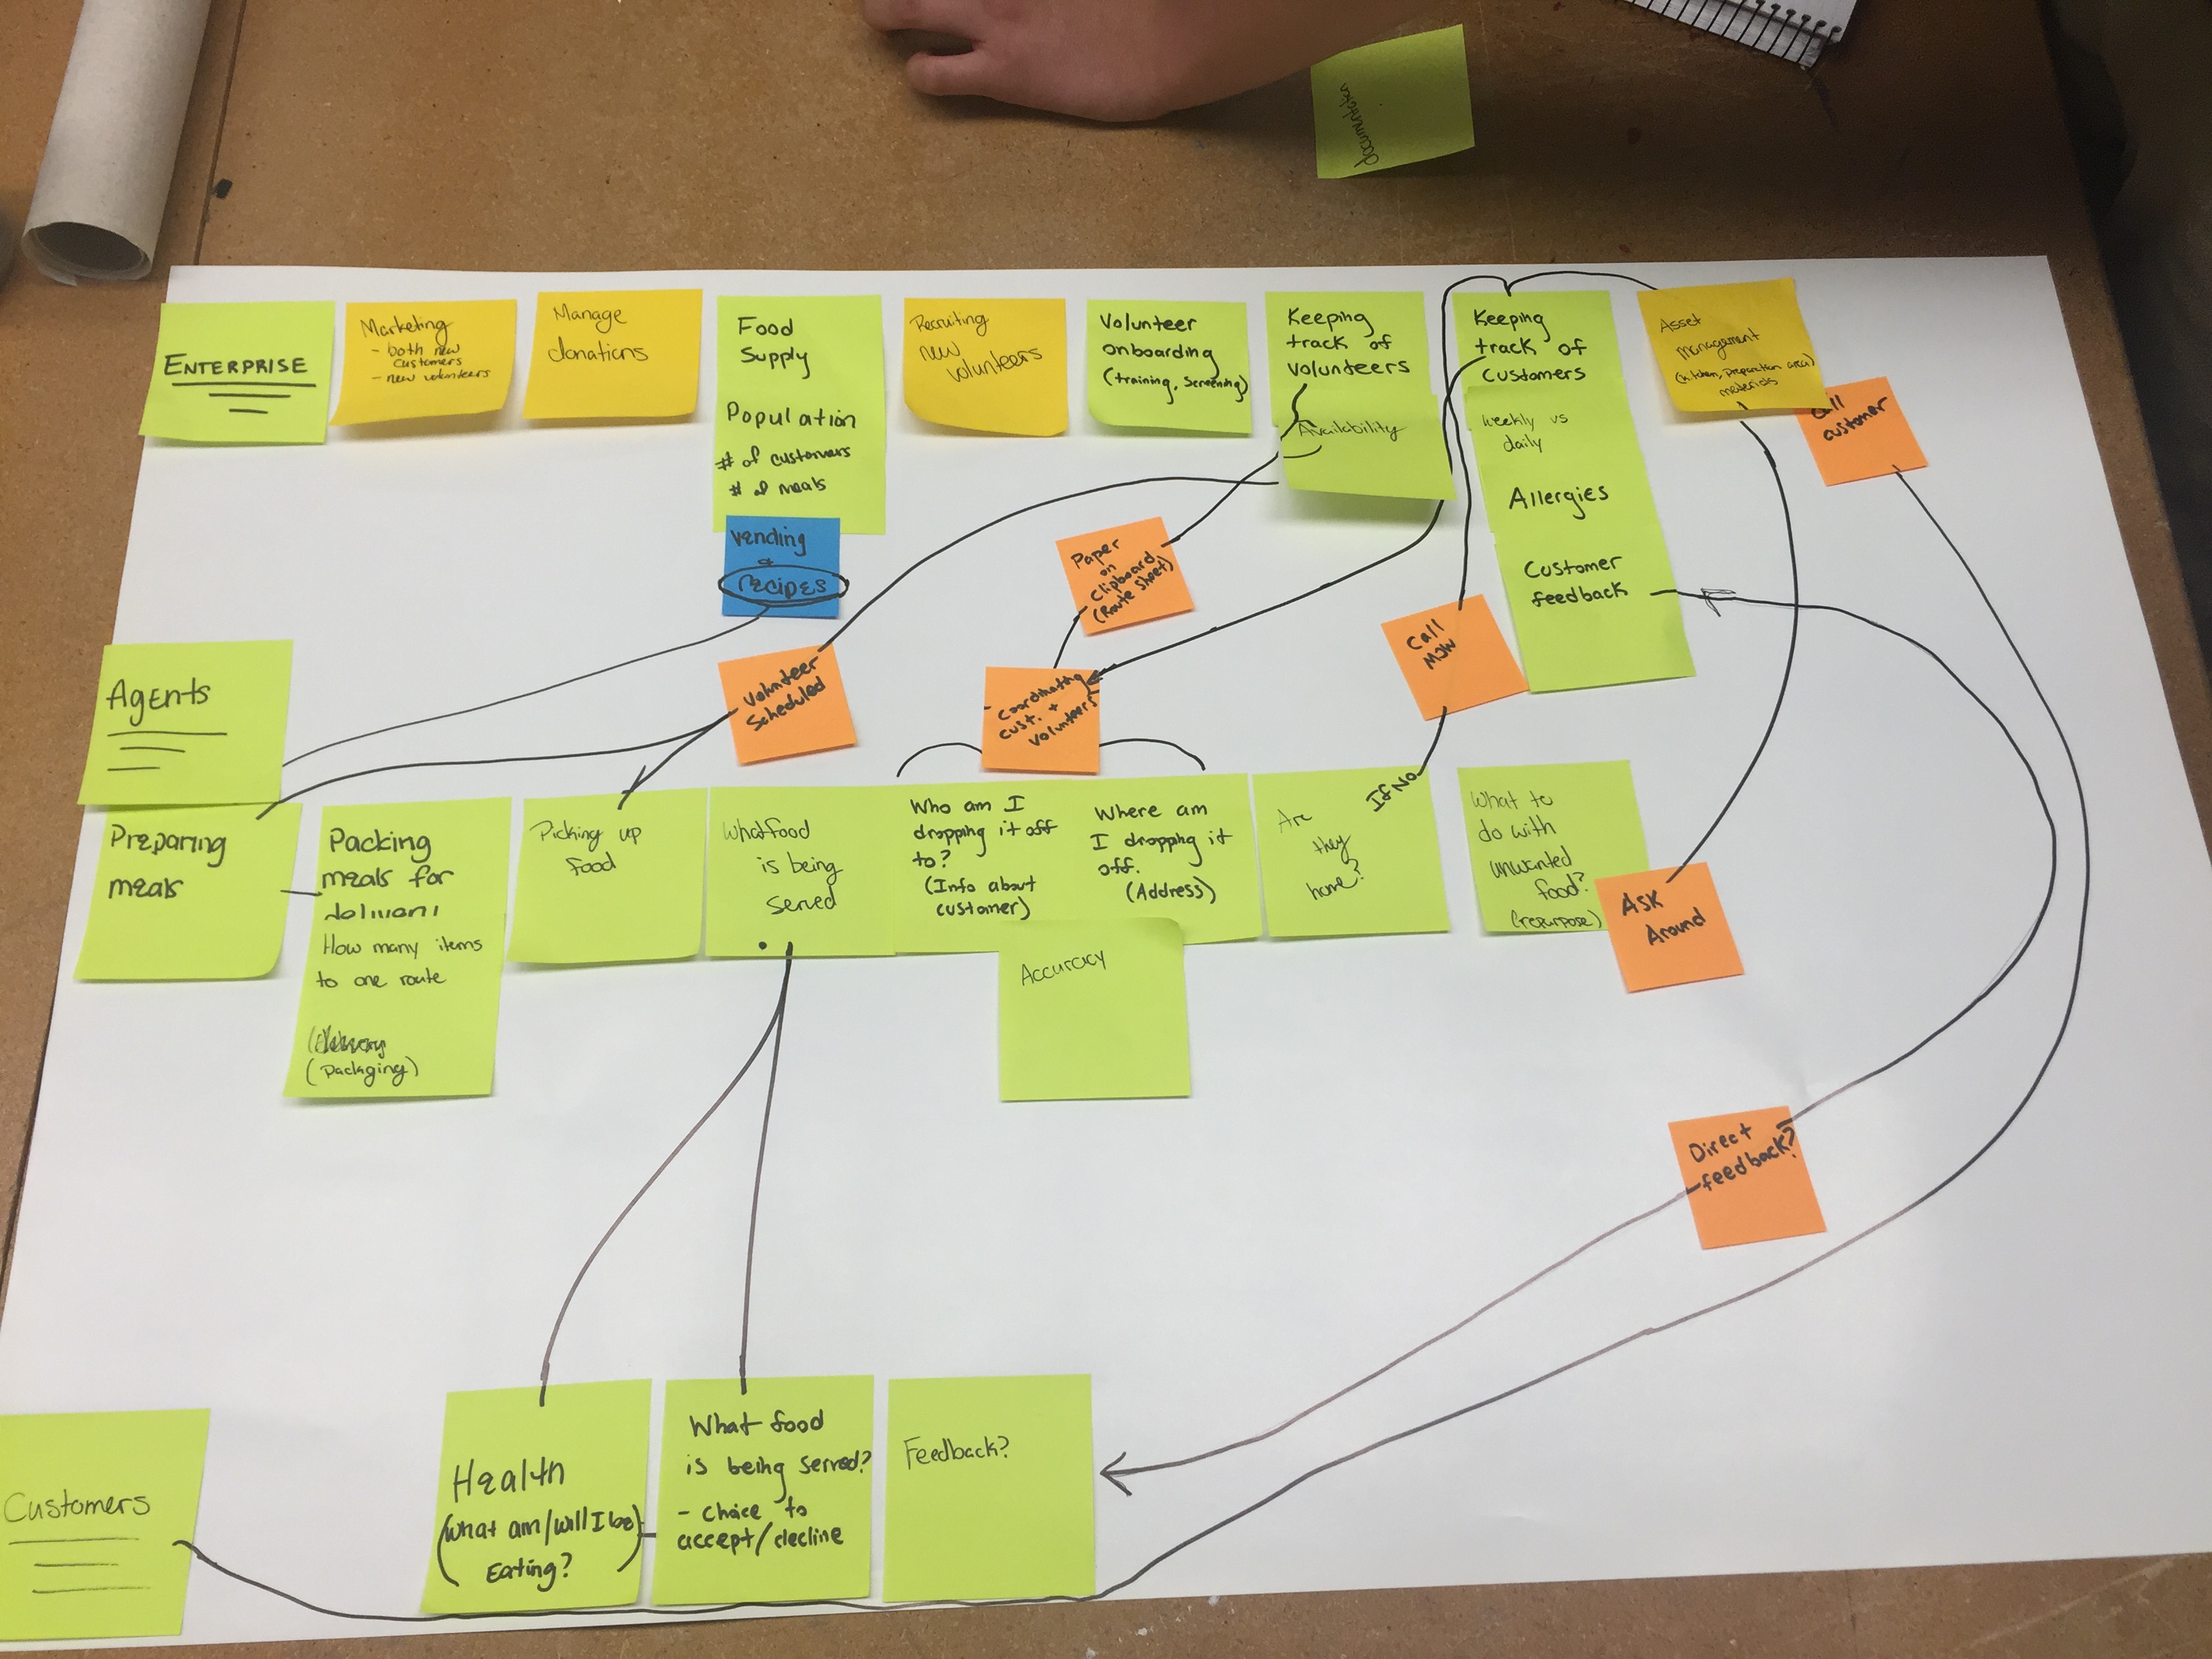 documentation
ENTERPRISE
Marketing
- both new
customers
- new volunteers
Manage
donations
Food
Supply
Population
# of customers
# of meals
Recruiting
new
volunteers
Volunteer
onboarding
(training, screening)
Keeping
track of
volunteers
Availability
Keeping
track of
customers
weekly vs
daily
Allergies
Customer
feedback
Asset
management
(kitchen, preparation area)
materials
Call
customer
vending
&
recipes
Paper
on
Clipboard
(Route sheet)
Call
MOW
Agents
Volunteer
Scheduled
Coordinating
cust. +
volunteers
Preparing
meals
Packing
meals for
How many items
to one route
(packaging)
Picking up
food
What food
is being
served
Who am I
dropping it off
to?
(Info about
customer)
Where am
I dropping it
off.
(Address)
Accuracy
If No
Are
they
home?
What to
do with
unwanted
food?
(repurpose)
Ask
Around
Direct
feedback?
Customers
Health
(what am/will I be)
Eating?
What food
is being served?
- choice to
accept/decline
Feedback?